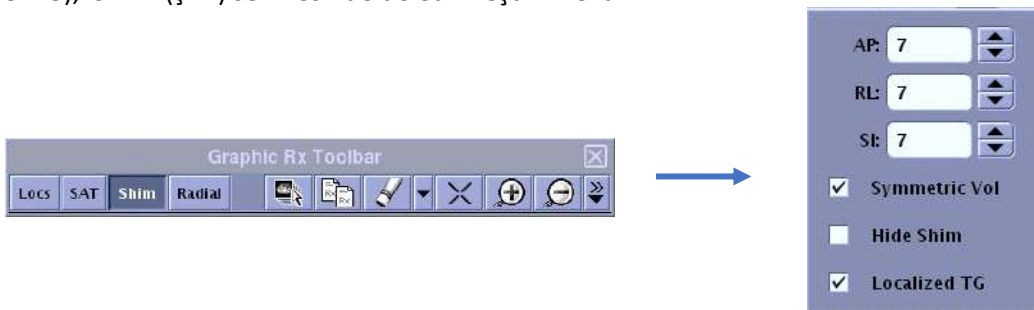 Graphic Rx Toolbar
Locs SAT Shim Radial
AP: 7
RL: 7
SI: 7
Symmetric Vol
Hide Shim
Localized TG